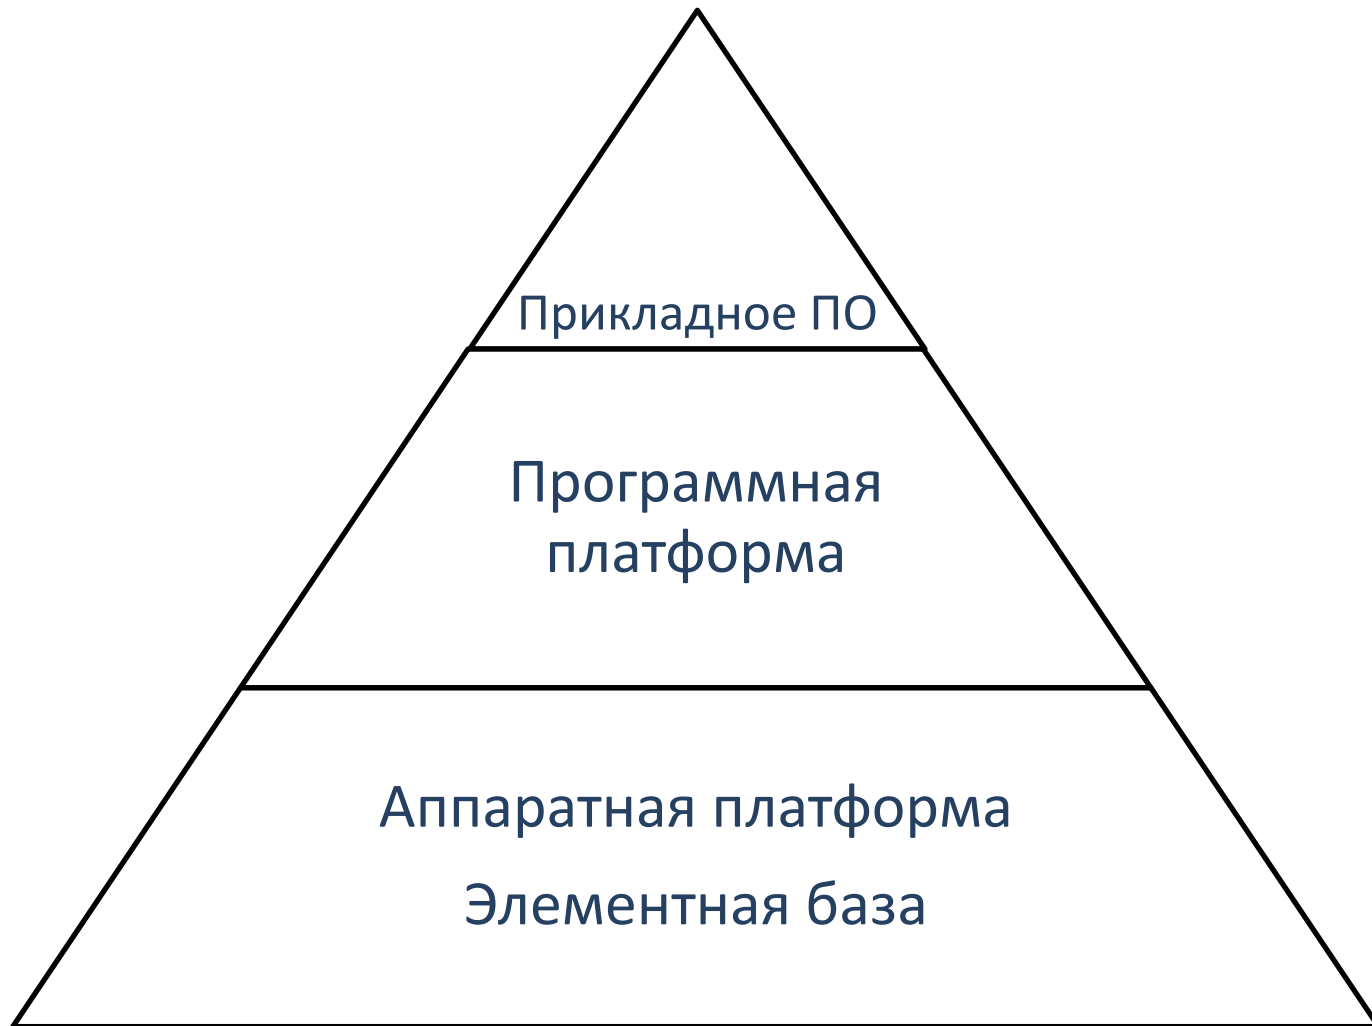 Прикладное ПО
Программная
платформа
Аппаратная платформа
Элементная база